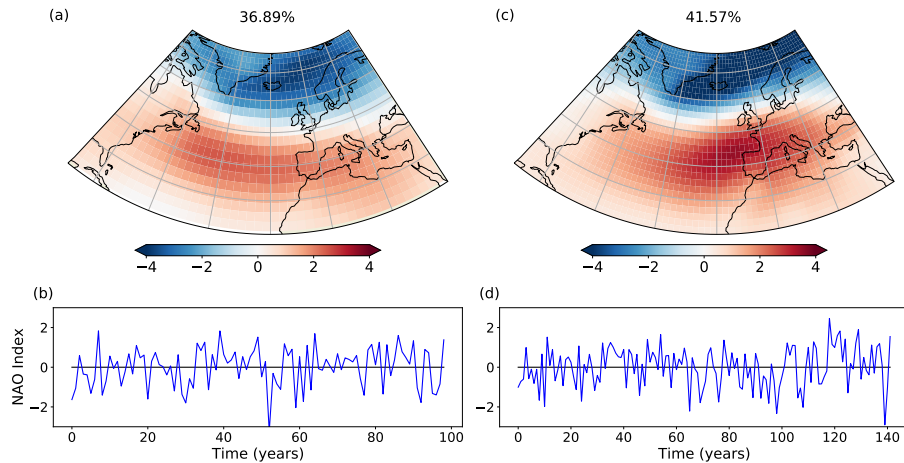 (a)
36.89%
(c)
41.57%
−4 −2 0 2 4
−4 −2 0 2 4
(b)
(d)
NAO Index
2
0
−2
2
0
−2
0 20 40 60 80 100
0 20 40 60 80 100 120 140
Time (years)
Time (years)